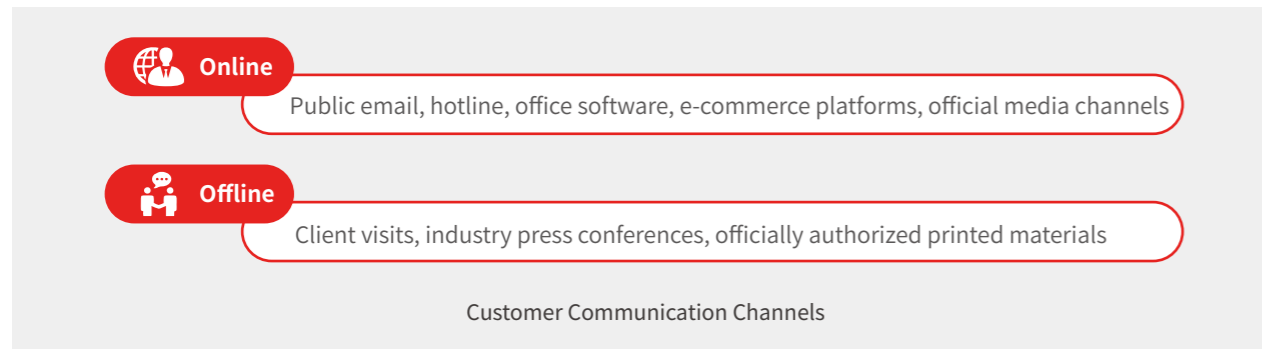 Online
Public email, hotline, office software, e-commerce platforms, official media channels
Offline
Client visits, industry press conferences, officially authorized printed materials
Customer Communication Channels